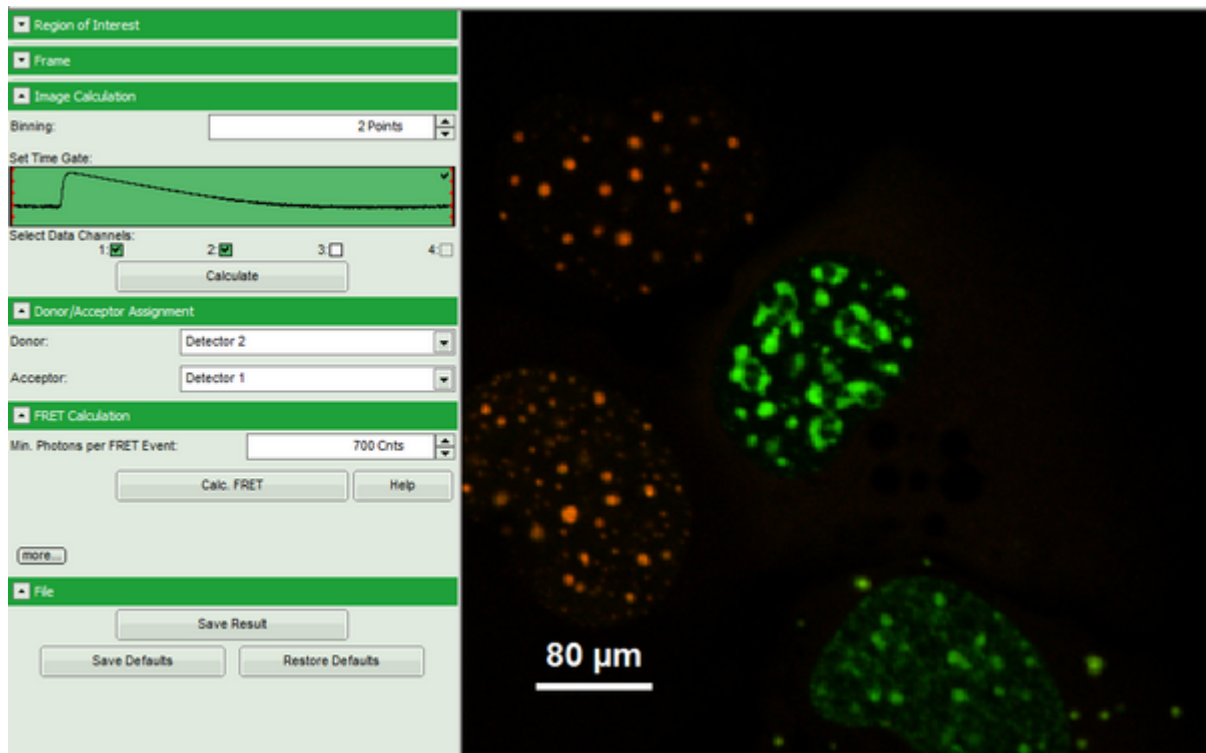 Region of Interest
Frame
Image Calculation
Binning: 2 Points
Set Time Gate:
Select Data Channels:
1: 2: 3: 4:
Calculate
Donor/Acceptor Assignment
Donor: Detector 2
Acceptor: Detector 1
FRET Calculation
Min. Photons per FRET Event: 700 Cnts
Calc. FRET Help
more...
File
Save Result
Save Defaults Restore Defaults
80 µm